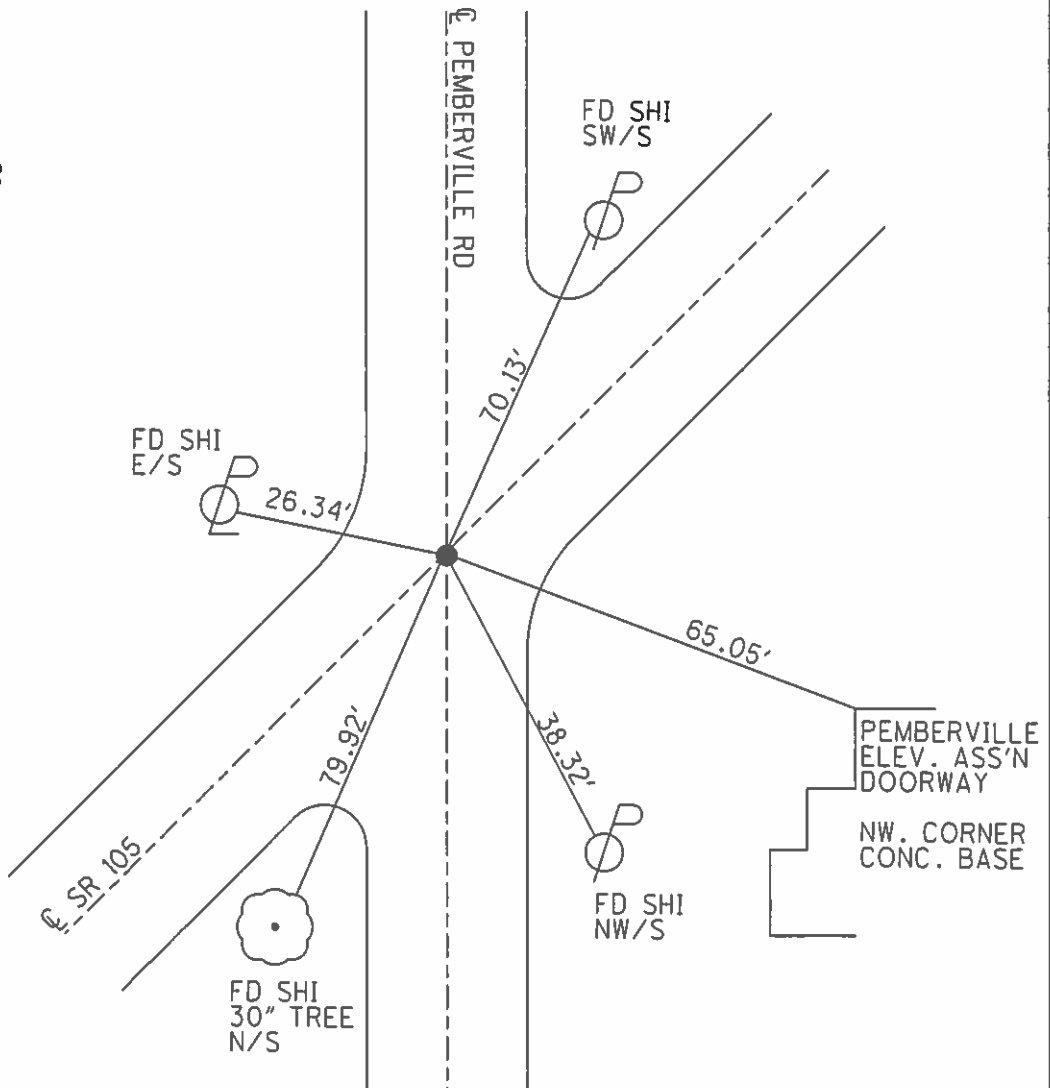 ℄ PEMBERVILLE RD
FD SHI
SW/S
70.13'
FD SHI
E/S
26.34'
65.05'
79.92'
38.32'
PEMBERVILLE
ELEV. ASS'N
DOORWAY
NW. CORNER
CONC. BASE
℄ SR 105
FD SHI
NW/S
FD SHI
30" TREE
N/S